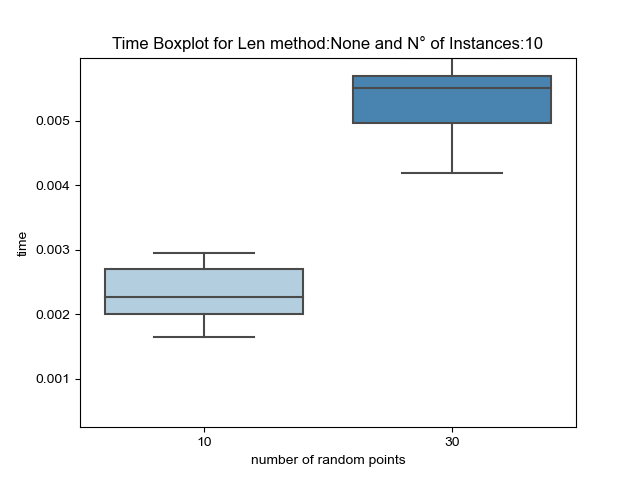 Time Boxplot for Len method:None and N° of Instances:10
0.005
0.004
0.003
0.002
0.001
time
10
30
number of random points